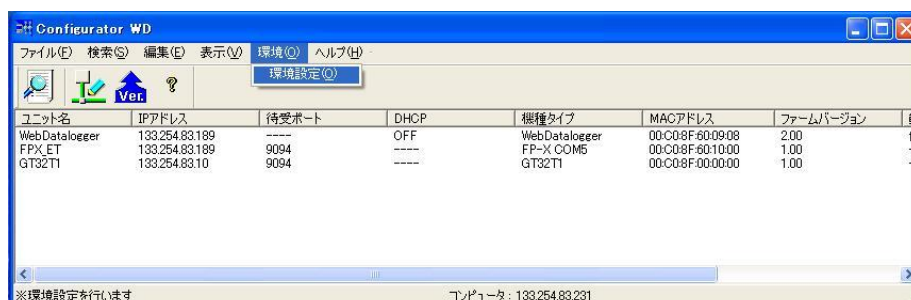 Configurator WD
ファイル(F) 検索(S) 編集(E) 表示(V) 環境(O) ヘルプ(H)
環境設定(O)
Ver.
ユニット名 IPアドレス 待受ポート DHCP 機種タイプ MACアドレス ファームバージョン
WebDatalogger 133.254.83.189 ---- OFF WebDatalogger 00:C0:8F:60:09:08 2.00
FPX_ET 133.254.83.189 9094 ---- FP-X COM5 00:C0:8F:60:10:00 1.00
GT32T1 133.254.83.10 9094 ---- GT32T1 00:C0:8F:00:00:00 1.00
※環境設定を行います コンピュータ : 133.254.83.231